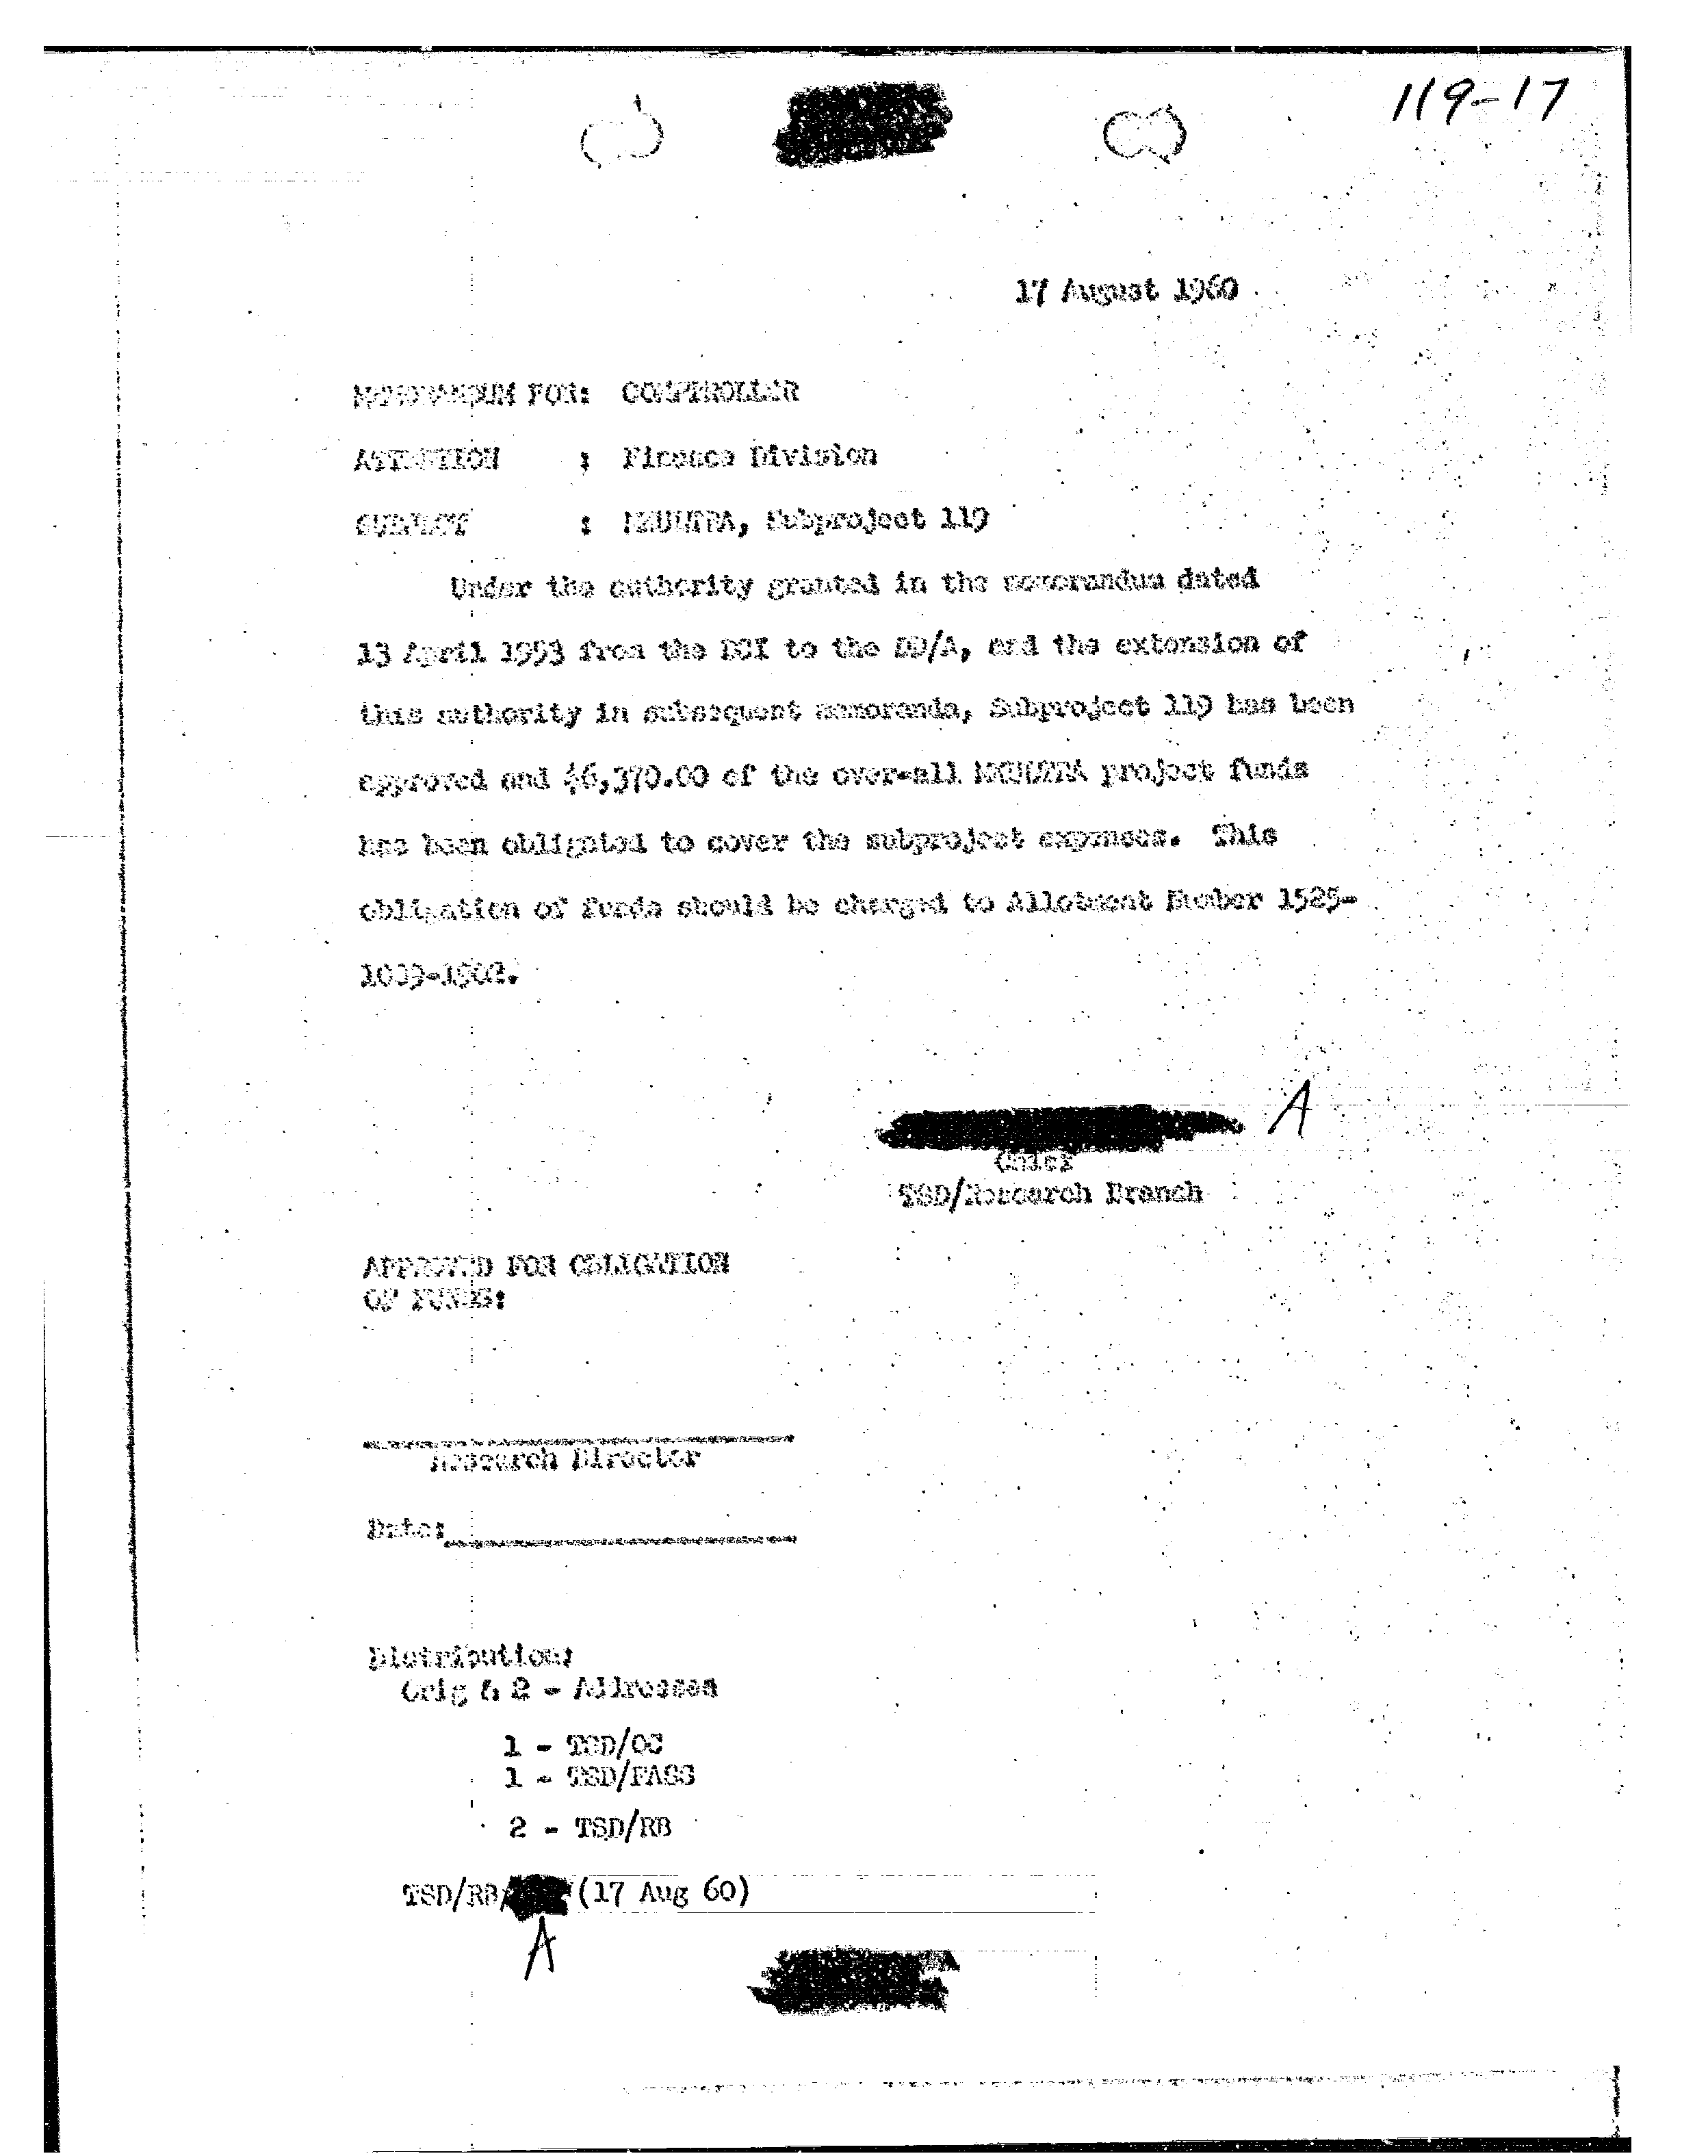 119-17
17 August 1960
MEMORANDUM FOR: COMPTROLLER
ATTENTION : Finance Division
SUBJECT : MKULTRA, Subproject 119
Under the authority granted in the memorandum dated
13 April 1953 from the DCI to the DD/A, and the extension of
this authority in subsequent memoranda, Subproject 119 has been
approved and $6,370.00 of the over-all MKULTRA project funds
has been obligated to cover the subproject expenses. This
obligation of funds should be charged to Allotment Number 1525-
A
Chief
TSD/Research Branch
APPROVED FOR OBLIGATION
OF FUNDS:
Research Director
Date:
Distribution:
Orig & 2 - Addressee
1 - TSD/OC
1 - TSD/FASS
2 - TSD/RB
TSD/RB/ (17 Aug 60)
A